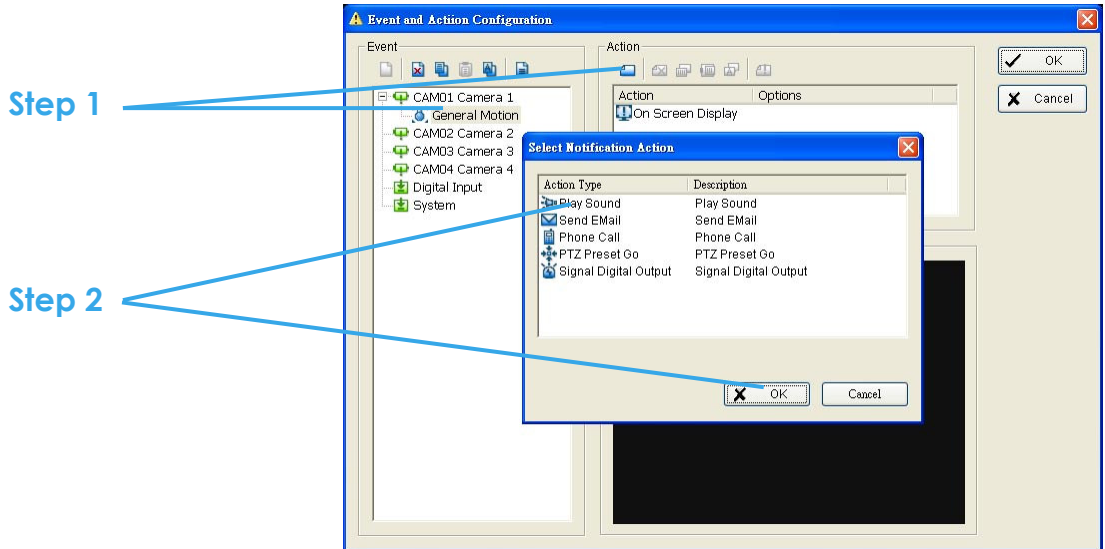 Event and Actiion Configuration
Event
Action
OK
Cancel
Step 1
CAM01 Camera 1
General Motion
CAM02 Camera 2
CAM03 Camera 3
CAM04 Camera 4
Digital Input
System
Action Options
On Screen Display
Select Notification Action
Action Type Description
Play Sound Play Sound
Send EMail Send EMail
Phone Call Phone Call
PTZ Preset Go PTZ Preset Go
Signal Digital Output Signal Digital Output
Step 2
OK Cancel